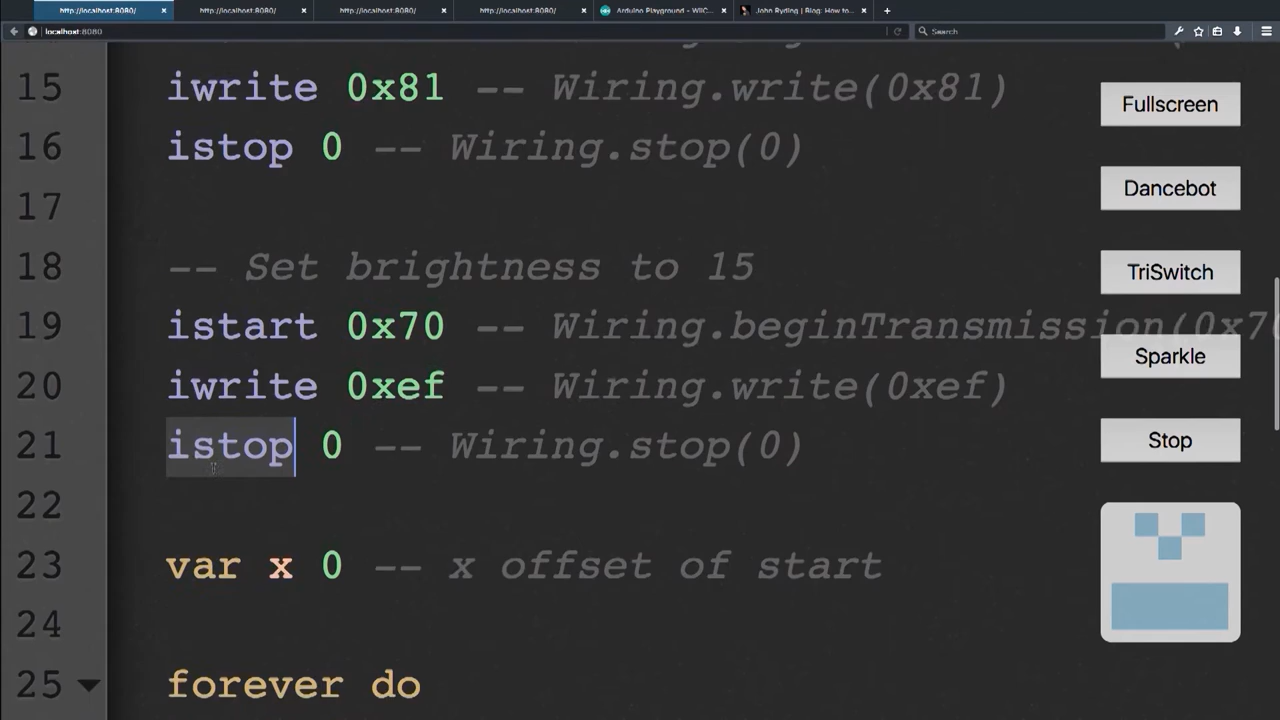 http://localhost:8080/ http://localhost:8080/ http://localhost:8080/ http://localhost:8080/ Arduino Playground - WiiC... John Ryding | Blog: How to...
localhost:8080 Search
15 iwrite 0x81 -- Wiring.write(0x81)
16 istop 0 -- Wiring.stop(0)
17
18 -- Set brightness to 15
19 istart 0x70 -- Wiring.beginTransmission(0x70
20 iwrite 0xef -- Wiring.write(0xef)
21 istop 0 -- Wiring.stop(0)
22
23 var x 0 -- x offset of start
24
25 forever do
Fullscreen
Dancebot
TriSwitch
Sparkle
Stop